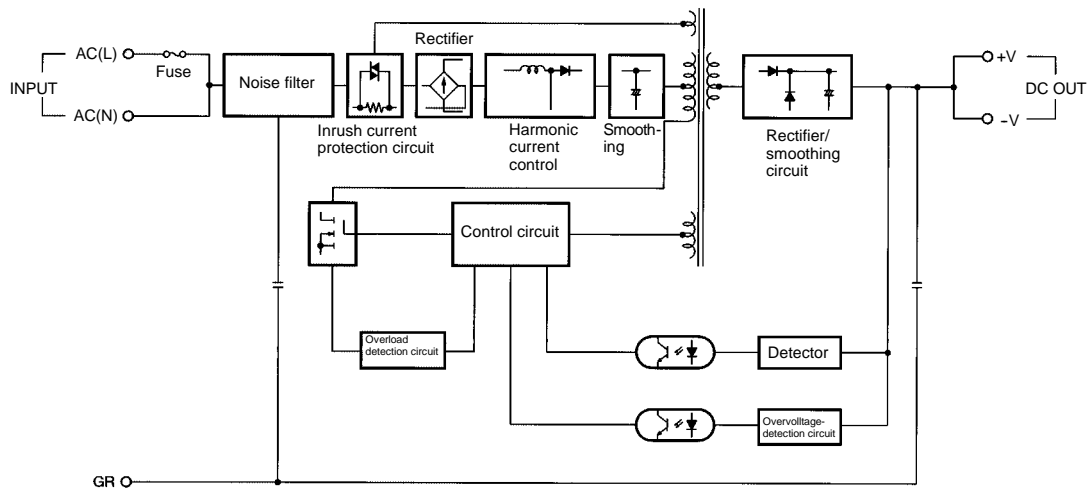 Rectifier
AC(L)
Fuse
INPUT
AC(N)
Noise filter
Inrush current
protection circuit
Harmonic
current
control
Smooth-
ing
Rectifier/
smoothing
circuit
+V
DC OUT
–V
Control circuit
Overload
detection circuit
Detector
Overvoltage-
detection circuit
GR